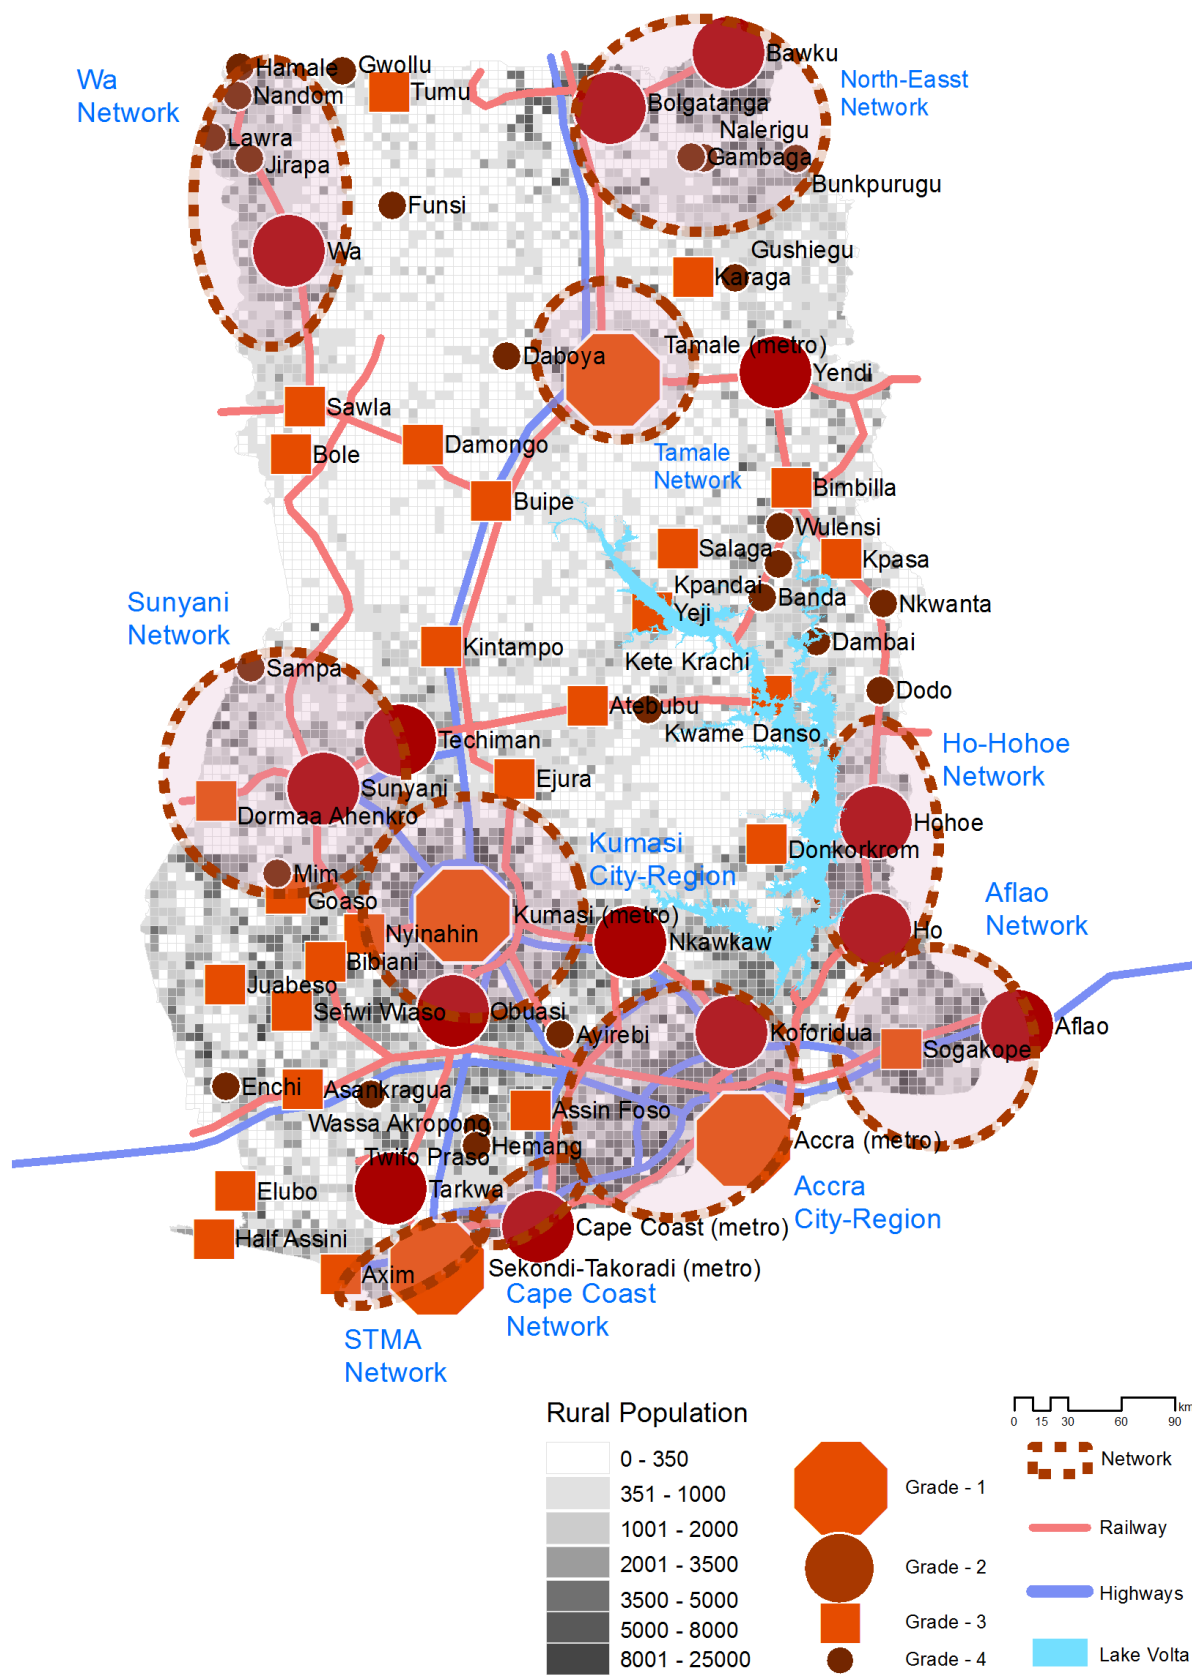 Wa
Network
Hamale
Gwollu
Nandom
Tumu
Lawra
Jirapa
Funsi
Wa
Bawku
Bolgatanga
North-Easst
Network
Nalerigu
Gambaga
Bunkpurugu
Gushiegu
Karaga
Tamale (metro)
Daboya
Yendi
Sawla
Bole
Damongo
Tamale
Network
Buipe
Bimbilla
Wulensi
Salaga
Kpasa
Kpandai
Banda
Yeji
Nkwanta
Sunyani
Network
Kintampo
Dambai
Kete Krachi
Sampa
Dodo
Atebubu
Kwame Danso
Techiman
Ho-Hohoe
Network
Ejura
Sunyani
Dormaa Ahenkro
Hohoe
Kumasi
City-Region
Donkorkrom
Mim
Goaso
Aflao
Network
Kumasi (metro)
Nyinahin
Nkawkaw
Ho
Bibiani
Juabeso
Sefwi Wiaso
Obuasi
Ayirebi
Koforidua
Aflao
Sogakope
Enchi
Asankragua
Assin Foso
Wassa Akropong
Hemang
Accra (metro)
Twifo Praso
Elubo
Tarkwa
Accra
City-Region
Cape Coast (metro)
Half Assini
Axim
Sekondi-Takoradi (metro)
Cape Coast
Network
STMA
Network
Rural Population
0 - 350
351 - 1000
1001 - 2000
2001 - 3500
3500 - 5000
5000 - 8000
8001 - 25000
Grade - 1
Grade - 2
Grade - 3
Grade - 4
km
0 15 30 60 90
Network
Railway
Highways
Lake Volta